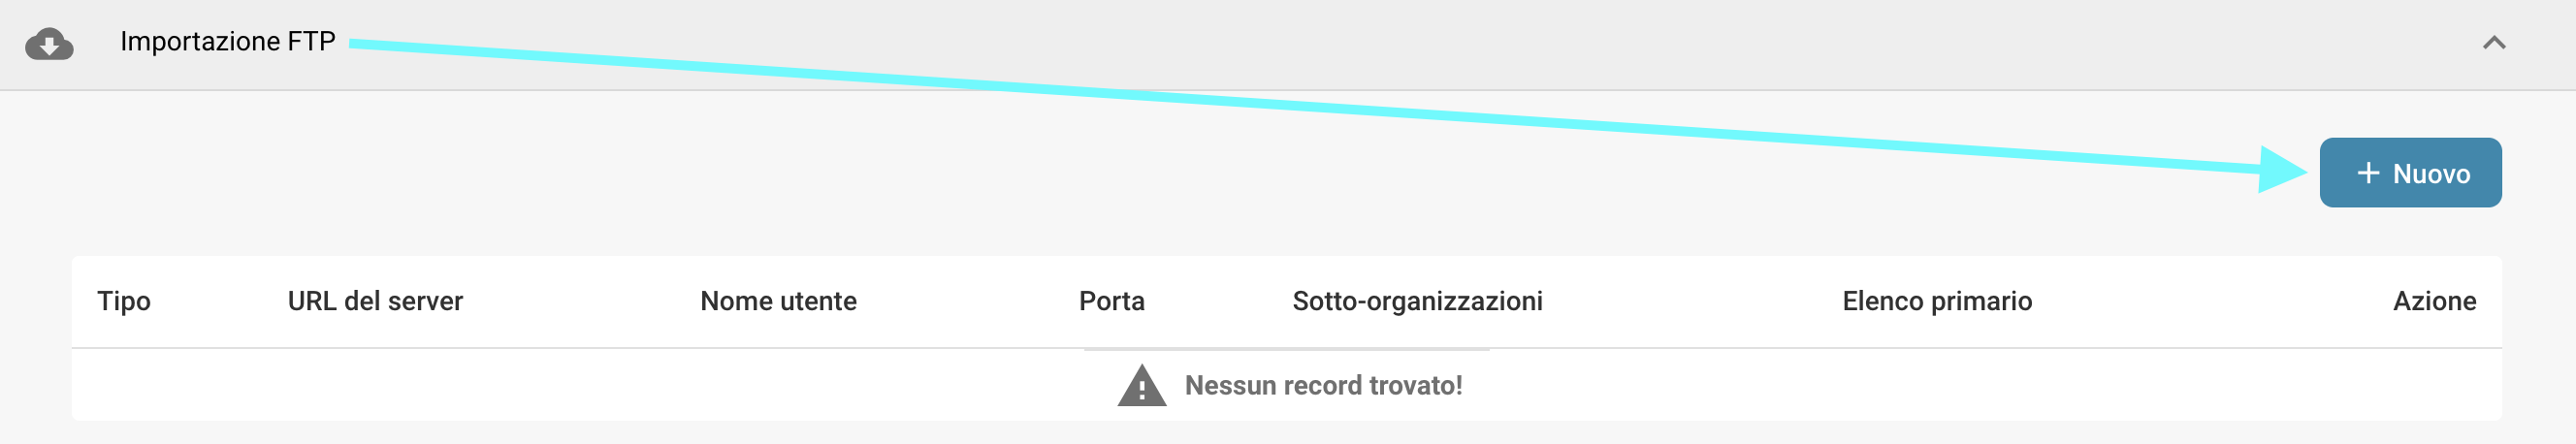 Importazione FTP
+ Nuovo
Tipo URL del server Nome utente Porta Sotto-organizzazioni Elenco primario Azione
Nessun record trovato!